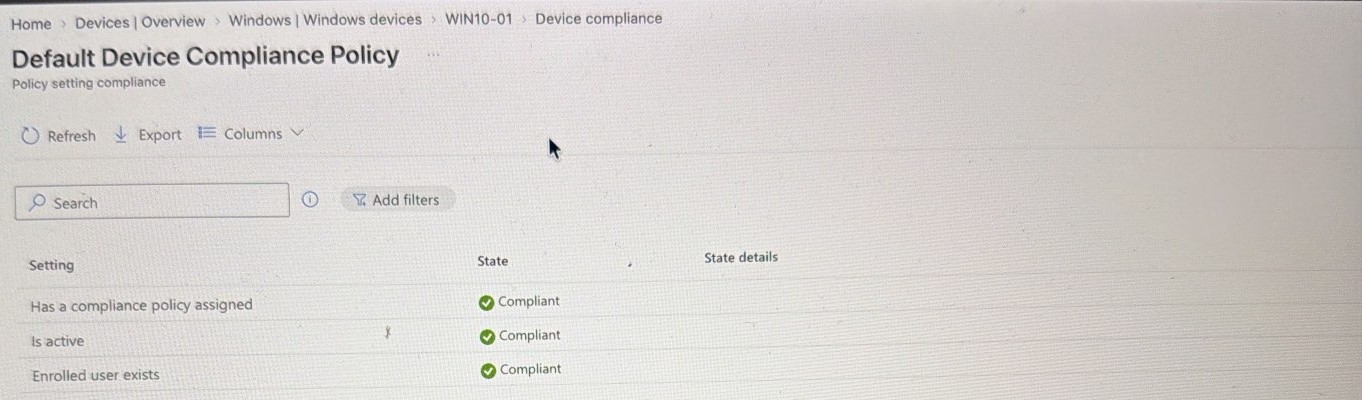 Home > Devices | Overview > Windows | Windows devices > WIN10-01 > Device compliance
Default Device Compliance Policy ...
Policy setting compliance
Refresh Export Columns
Search Add filters
Setting State State details
Has a compliance policy assigned Compliant
Is active Compliant
Enrolled user exists Compliant